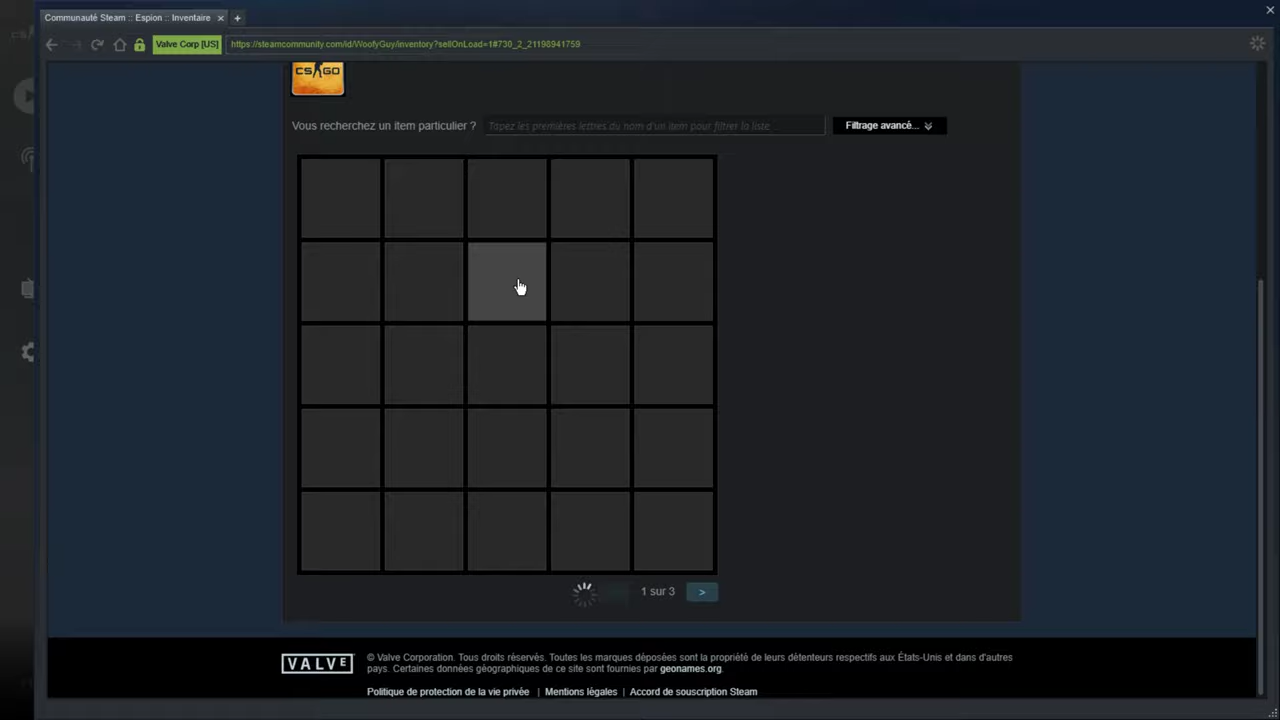 Communauté Steam :: Espion :: Inventaire
Valve Corp [US] https://steamcommunity.com/id/WoofyGuy/inventory?sellOnLoad=1#730_2_21198941759
CS GO
Vous recherchez un item particulier ? Tapez les premières lettres du nom d'un item pour filtrer la liste Filtrage avancé...
1 sur 3 >
VALVE
© Valve Corporation. Tous droits réservés. Toutes les marques déposées sont la propriété de leurs détenteurs respectifs aux États-Unis et dans d'autres
pays. Certaines données géographiques de ce site sont fournies par geonames.org.
Politique de protection de la vie privée | Mentions légales | Accord de souscription Steam